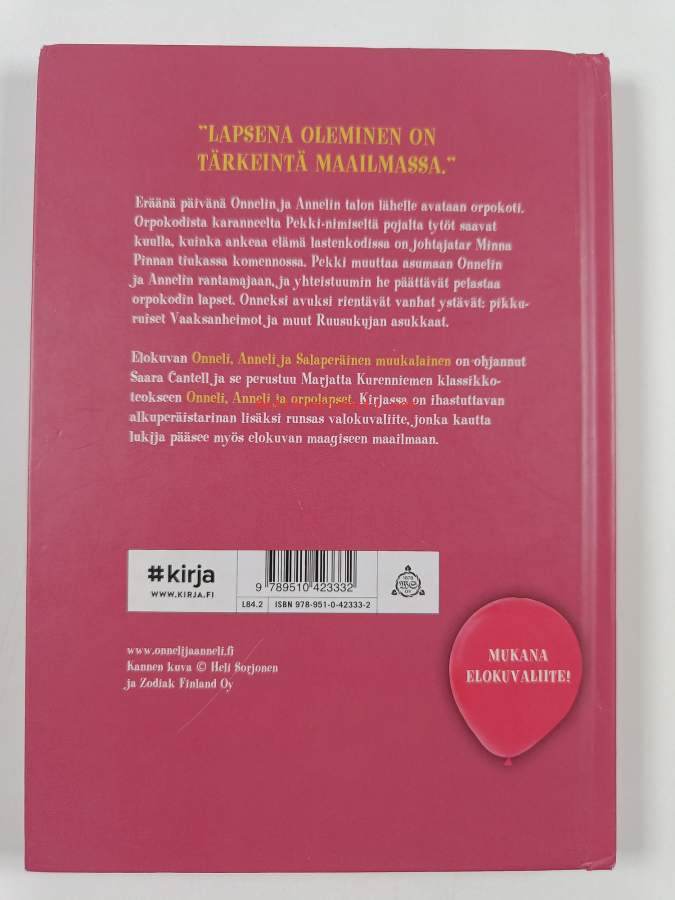 "LAPSENA OLEMINEN ON
TÄRKEINTÄ MAAILMASSA."
Eräänä päivänä Onnelin ja Annelin talon lähelle avataan orpokoti.
Orpokodista karanneelta Pekki-nimiseltä pojalta tytöt saavat
kuulla, kuinka ankeaa elämä lastenkodissa on johtajatar Minna
Pinnan tiukassa komennossa. Pekki muuttaa asumaan Onnelin
ja Annelin rantamajaan, ja yhteistuumin he päättävät pelastaa
orpokodin lapset. Onneksi avuksi rientävät vanhat ystävät: pikku-
ruiset Vaaksanheimot ja muut Ruusukujan asukkaat.
Elokuvan Onneli, Anneli ja Salaperäinen muukalainen on ohjannut
Saara Cantell ja se perustuu Marjatta Kurenniemen klassikko-
teokseen Onneli, Anneli ja orpolapset. Kirjassa on ihastuttavan
alkuperäistarinan lisäksi runsas valokuvaliite, jonka kautta
lukija pääsee myös elokuvan maagiseen maailmaan.
#kirja
WWW.KIRJA.FI
9 789510 423332
L84.2 ISBN 978-951-0-42333-2
1878
OY
www.onnelijaanneli.fi
Kannen kuva © Heli Sorjonen
ja Zodiak Finland Oy
MUKANA
ELOKUVALIITE!